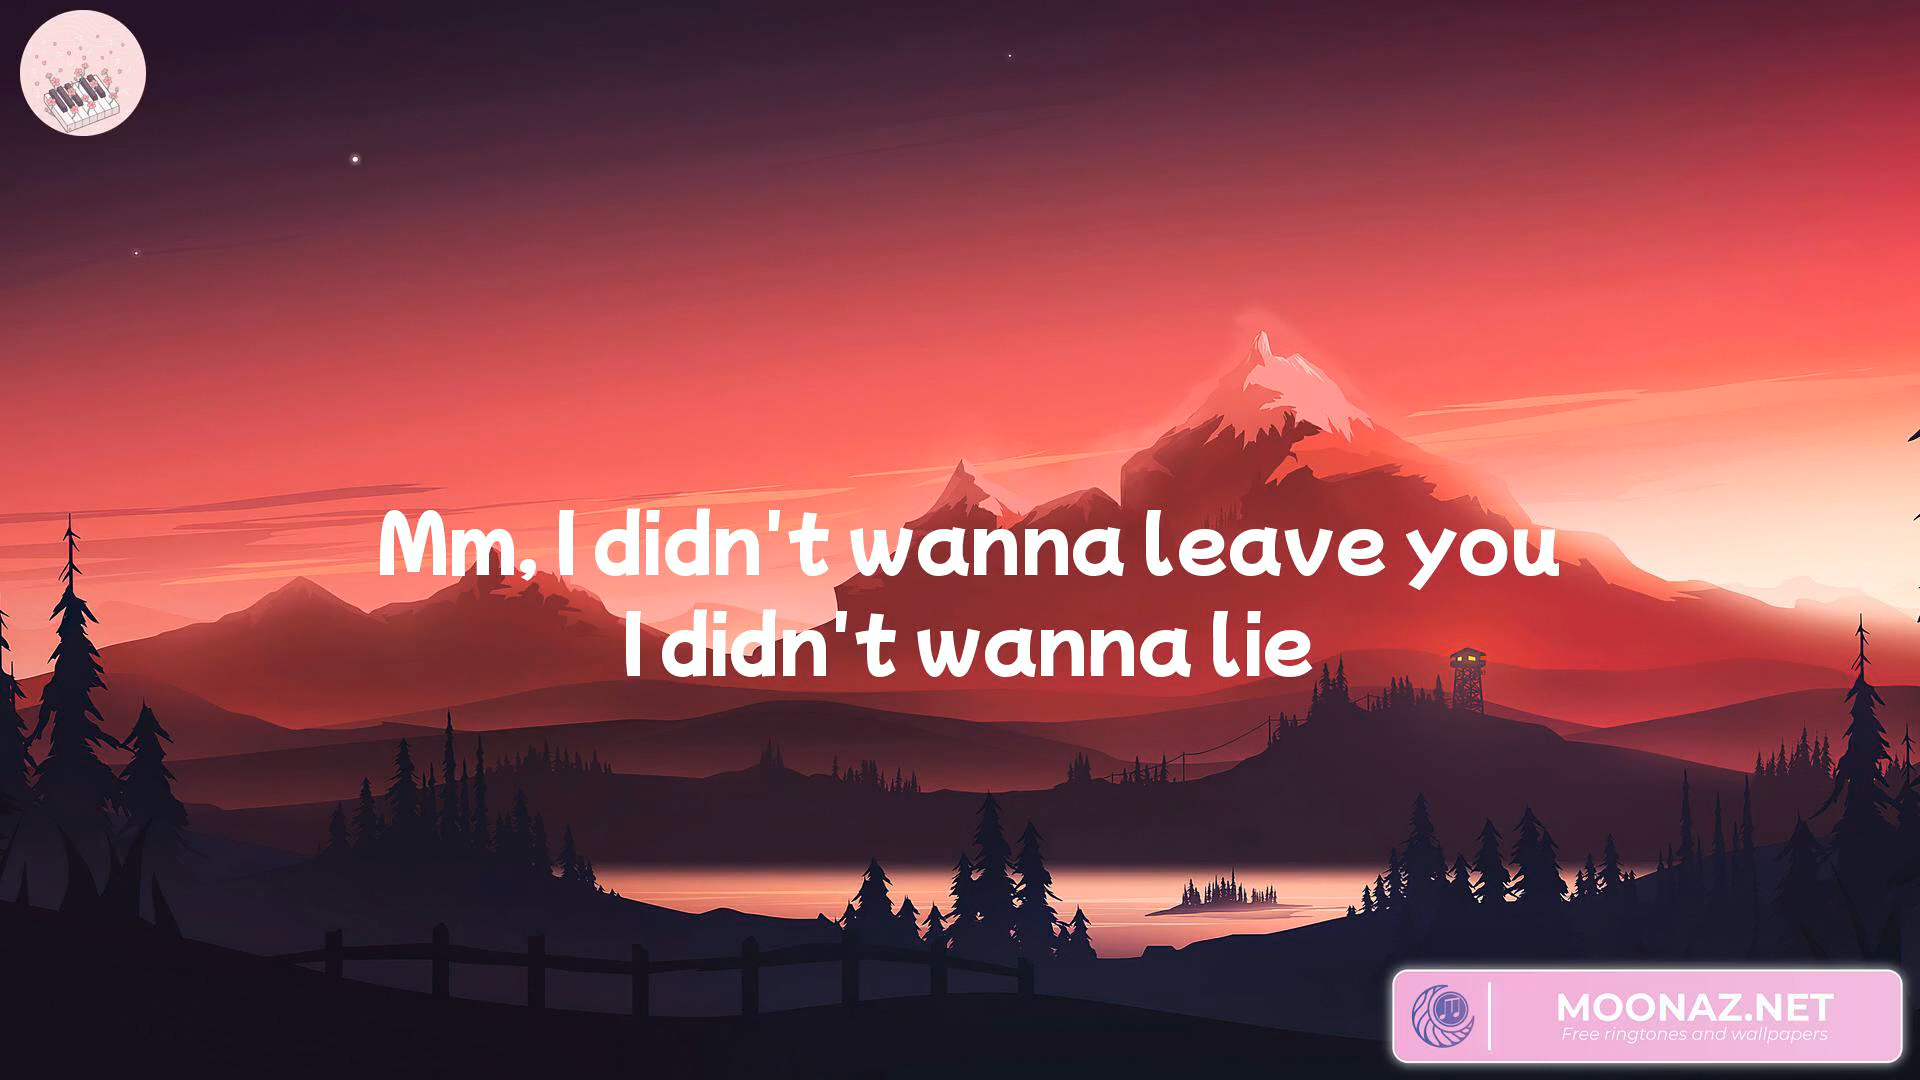 Mm, I didn't wanna leave you
I didn't wanna lie
MOONAZ.NET
Free ringtones and wallpapers